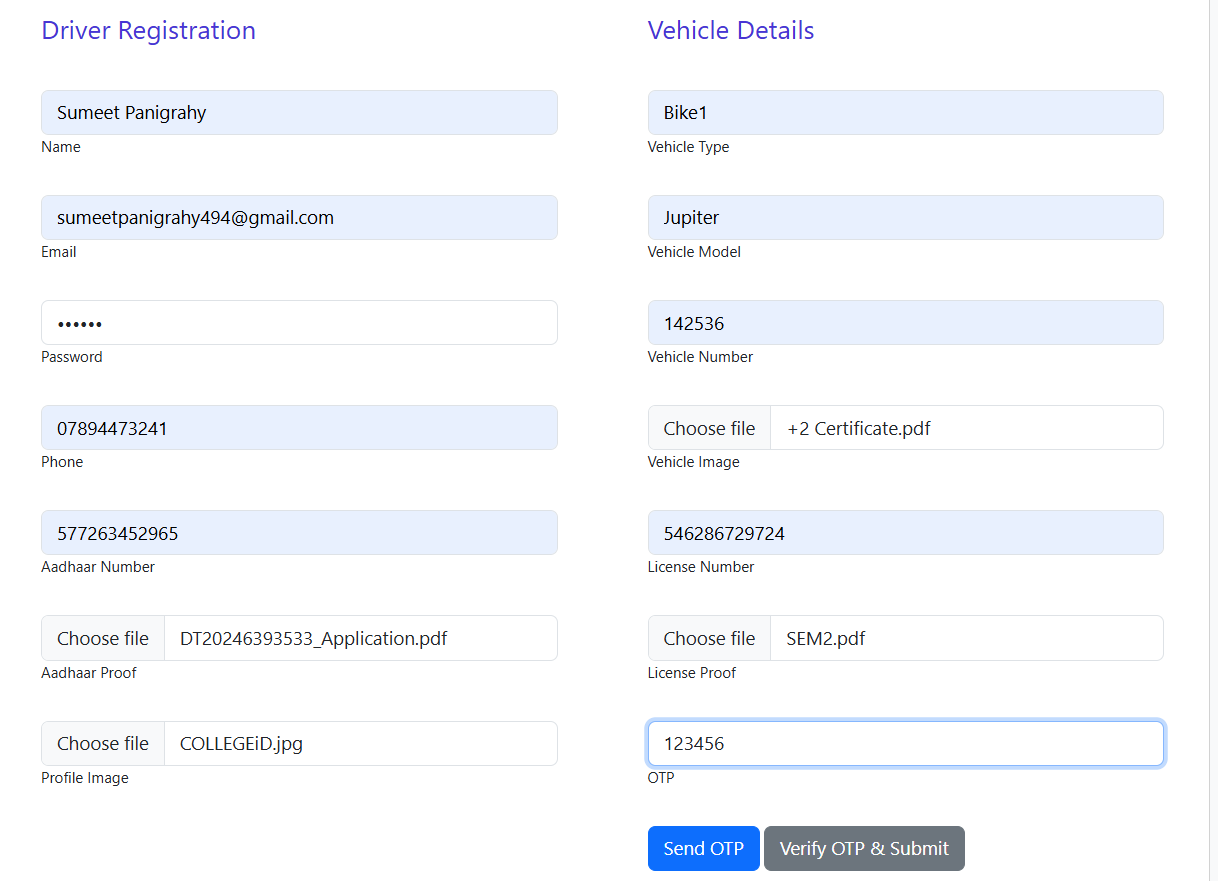 Driver Registration
Sumeet Panigrahy
Name
sumeetpanigrahy494@gmail.com
Email
••••••
Password
07894473241
Phone
577263452965
Aadhaar Number
Choose file DT20246393533_Application.pdf
Aadhaar Proof
Choose file COLLEGEiD.jpg
Profile Image
Vehicle Details
Bike1
Vehicle Type
Jupiter
Vehicle Model
142536
Vehicle Number
Choose file +2 Certificate.pdf
Vehicle Image
546286729724
License Number
Choose file SEM2.pdf
License Proof
123456
OTP
Send OTP Verify OTP & Submit